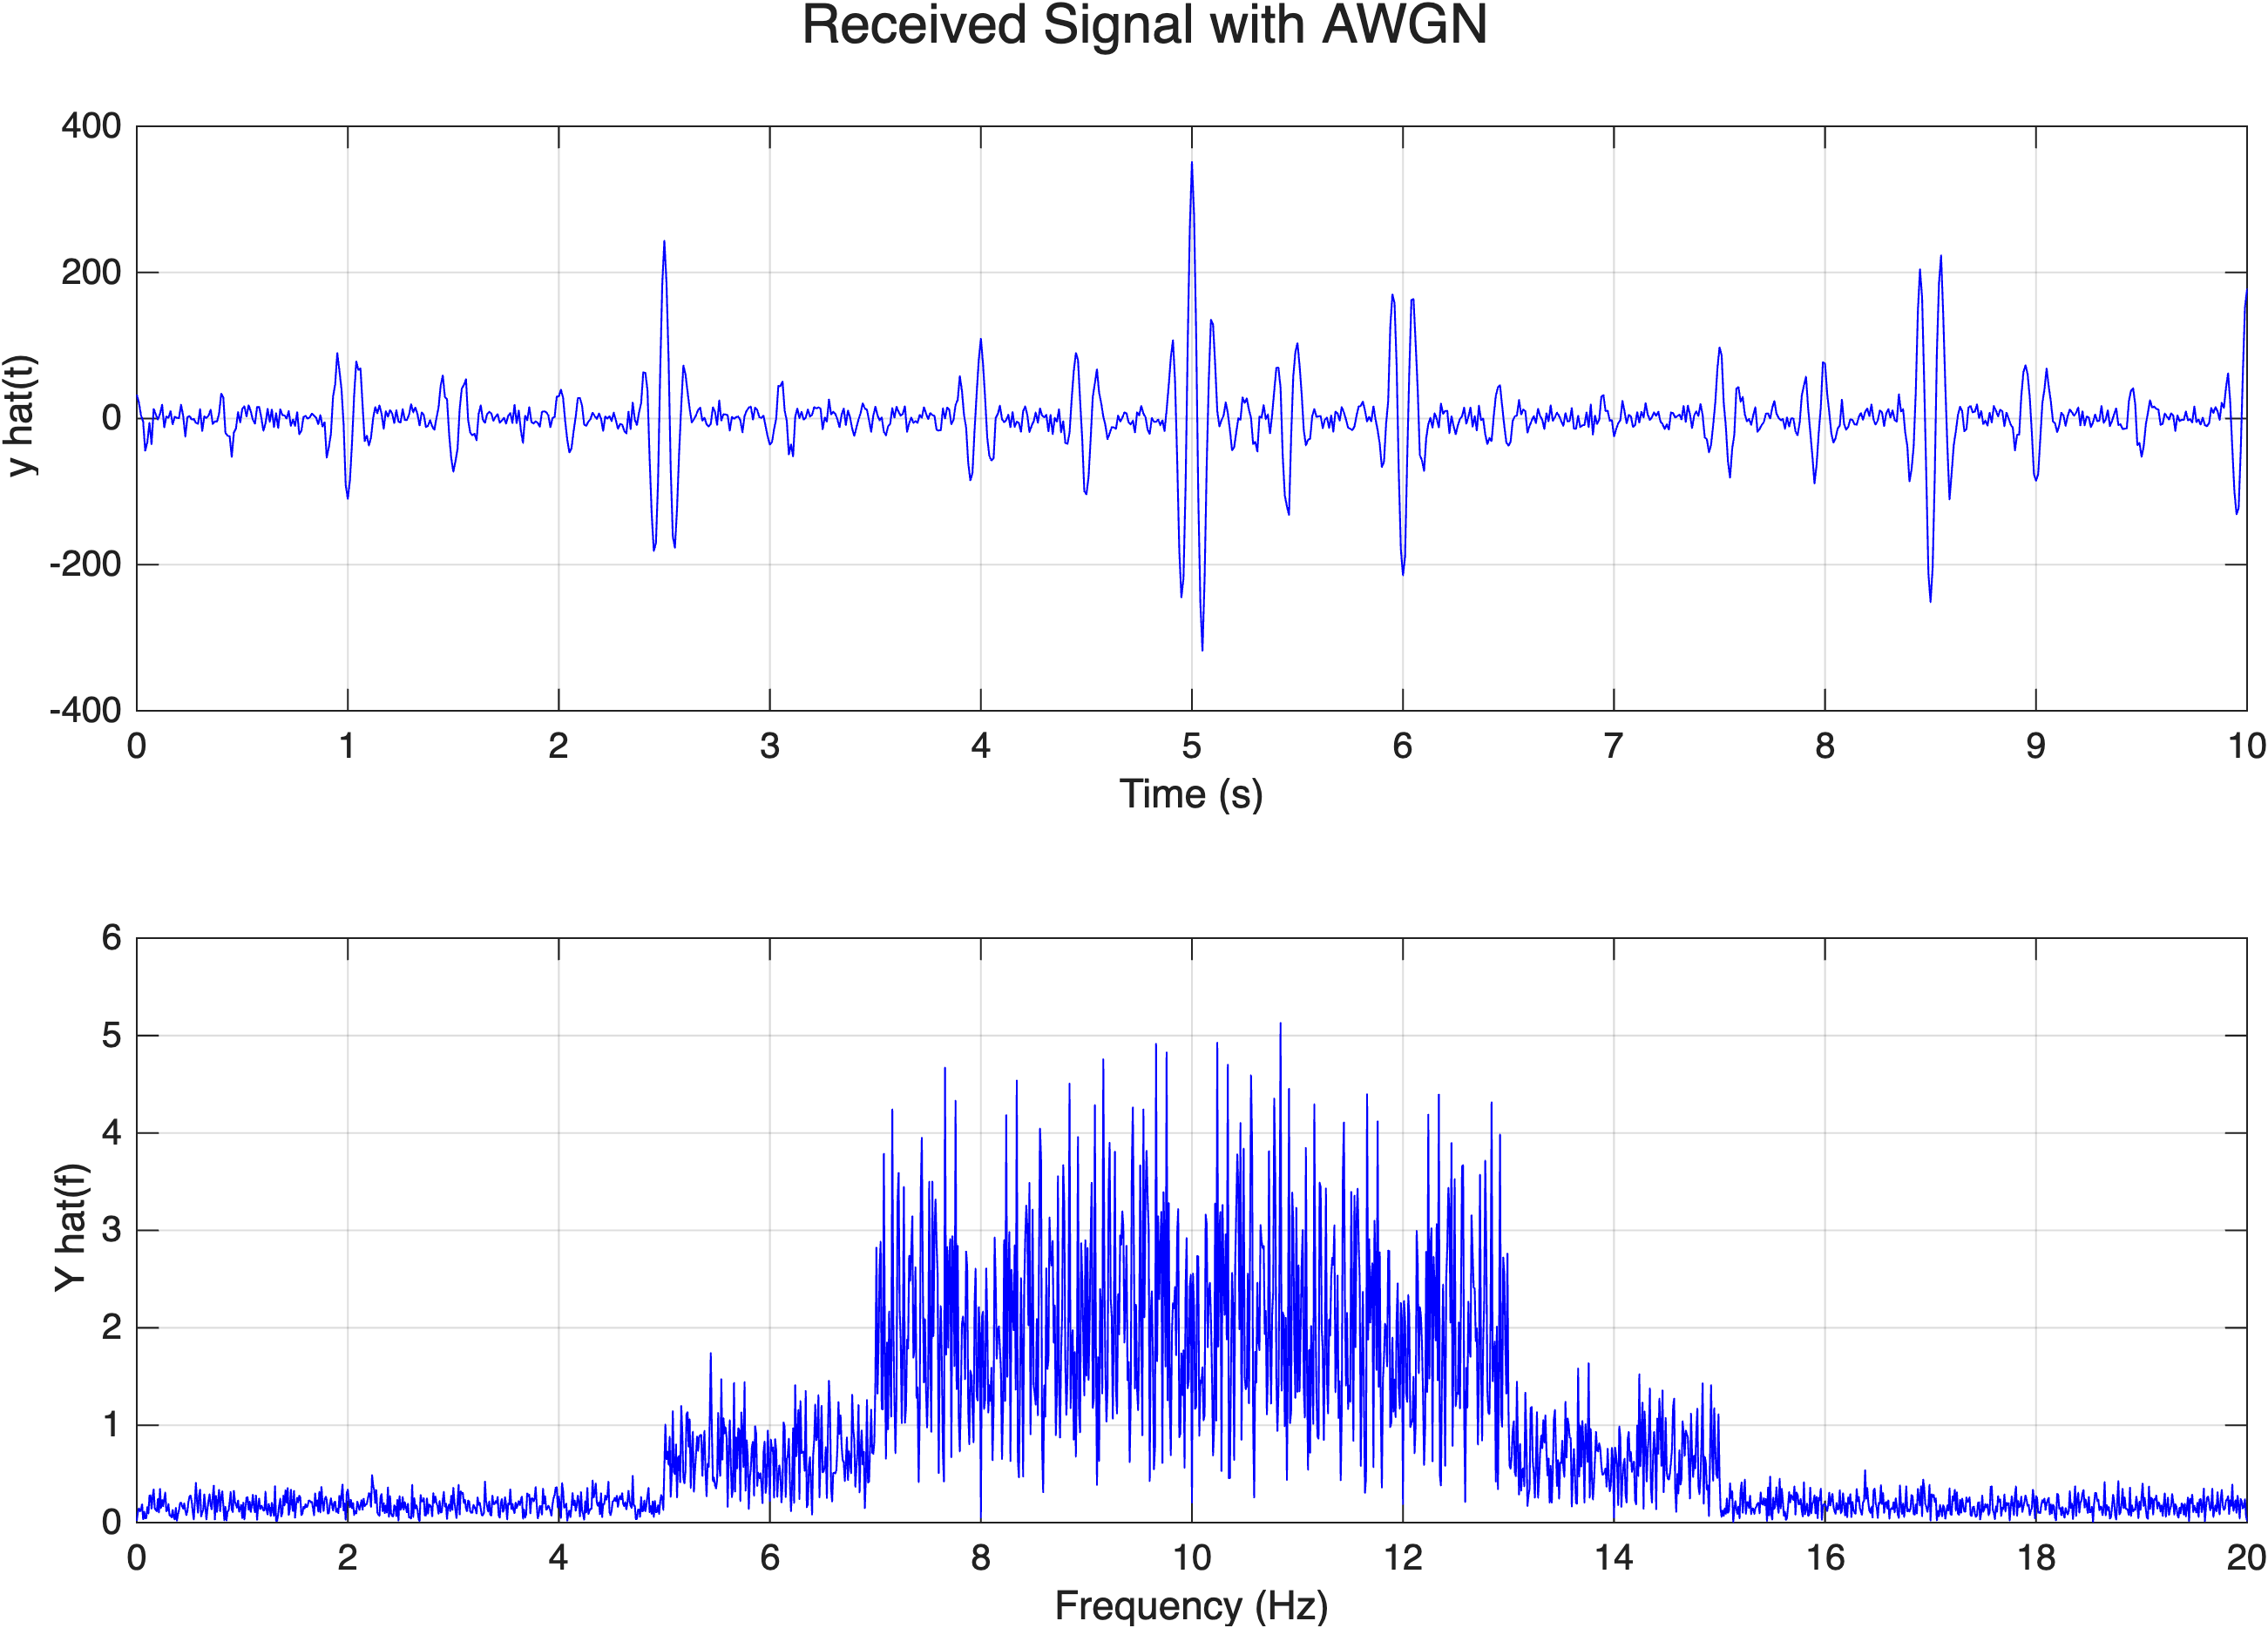 Received Signal with AWGN
400
200
0
-200
-400
y hat(t)
0 1 2 3 4 5 6 7 8 9 10
Time (s)
6
5
4
3
2
1
0
Y hat(f)
0 2 4 6 8 10 12 14 16 18 20
Frequency (Hz)